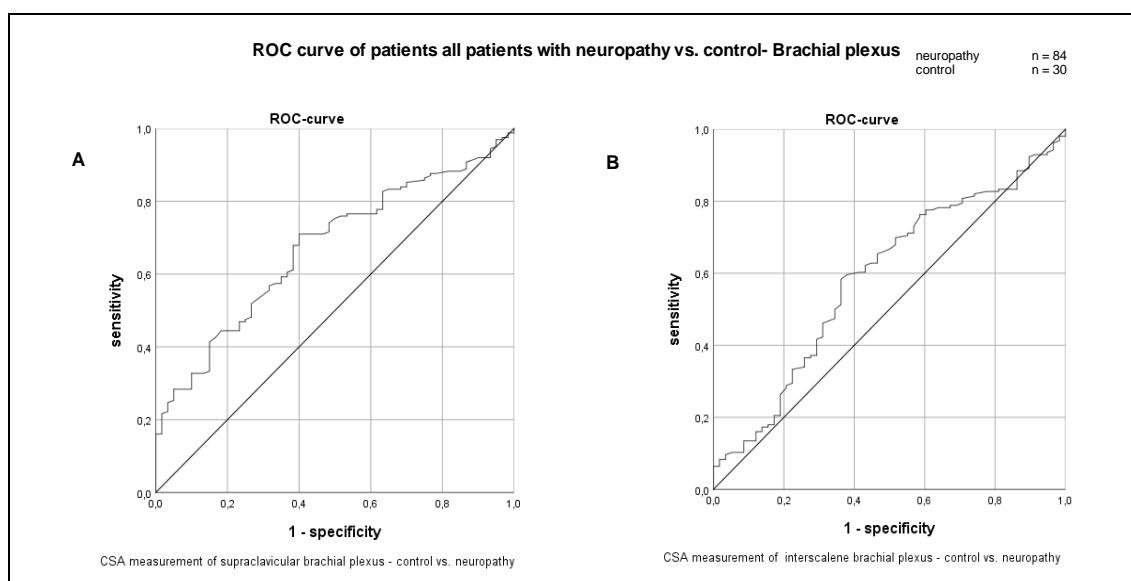 ROC curve of patients all patients with neuropathy vs. control- Brachial plexus
neuropathy n = 84
control n = 30
A
ROC-curve
1,0
0,8
0,6
0,4
0,2
0,0
sensitivity
0,0 0,2 0,4 0,6 0,8 1,0
1 - specificity
CSA measurement of supraclavicular brachial plexus - control vs. neuropathy
B
ROC-curve
1,0
0,8
0,6
0,4
0,2
0,0
sensitivity
0,0 0,2 0,4 0,6 0,8 1,0
1 - specificity
CSA measurement of interscalene brachial plexus - control vs. neuropathy